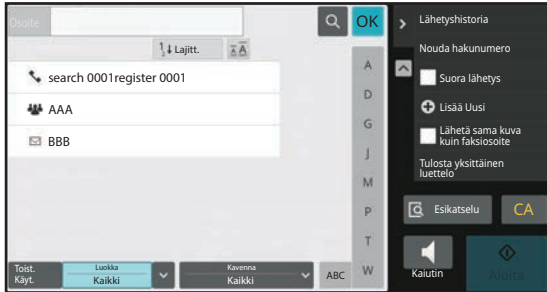 Osoite
OK
1 Lajitt.
A
A
search 0001register 0001
AAA
BBB
A
D
G
J
M
P
T
W
Toist.
Käyt.
Luokka
Kaikki
Kavenna
Kaikki
ABC
Lähetyshistoria
Nouda hakunumero
Suora lähetys
Lisää Uusi
Lähetä sama kuva
kuin faksiosoite
Tulosta yksittäinen
luettelo
Esikatselu
CA
Kaiutin
Aloita